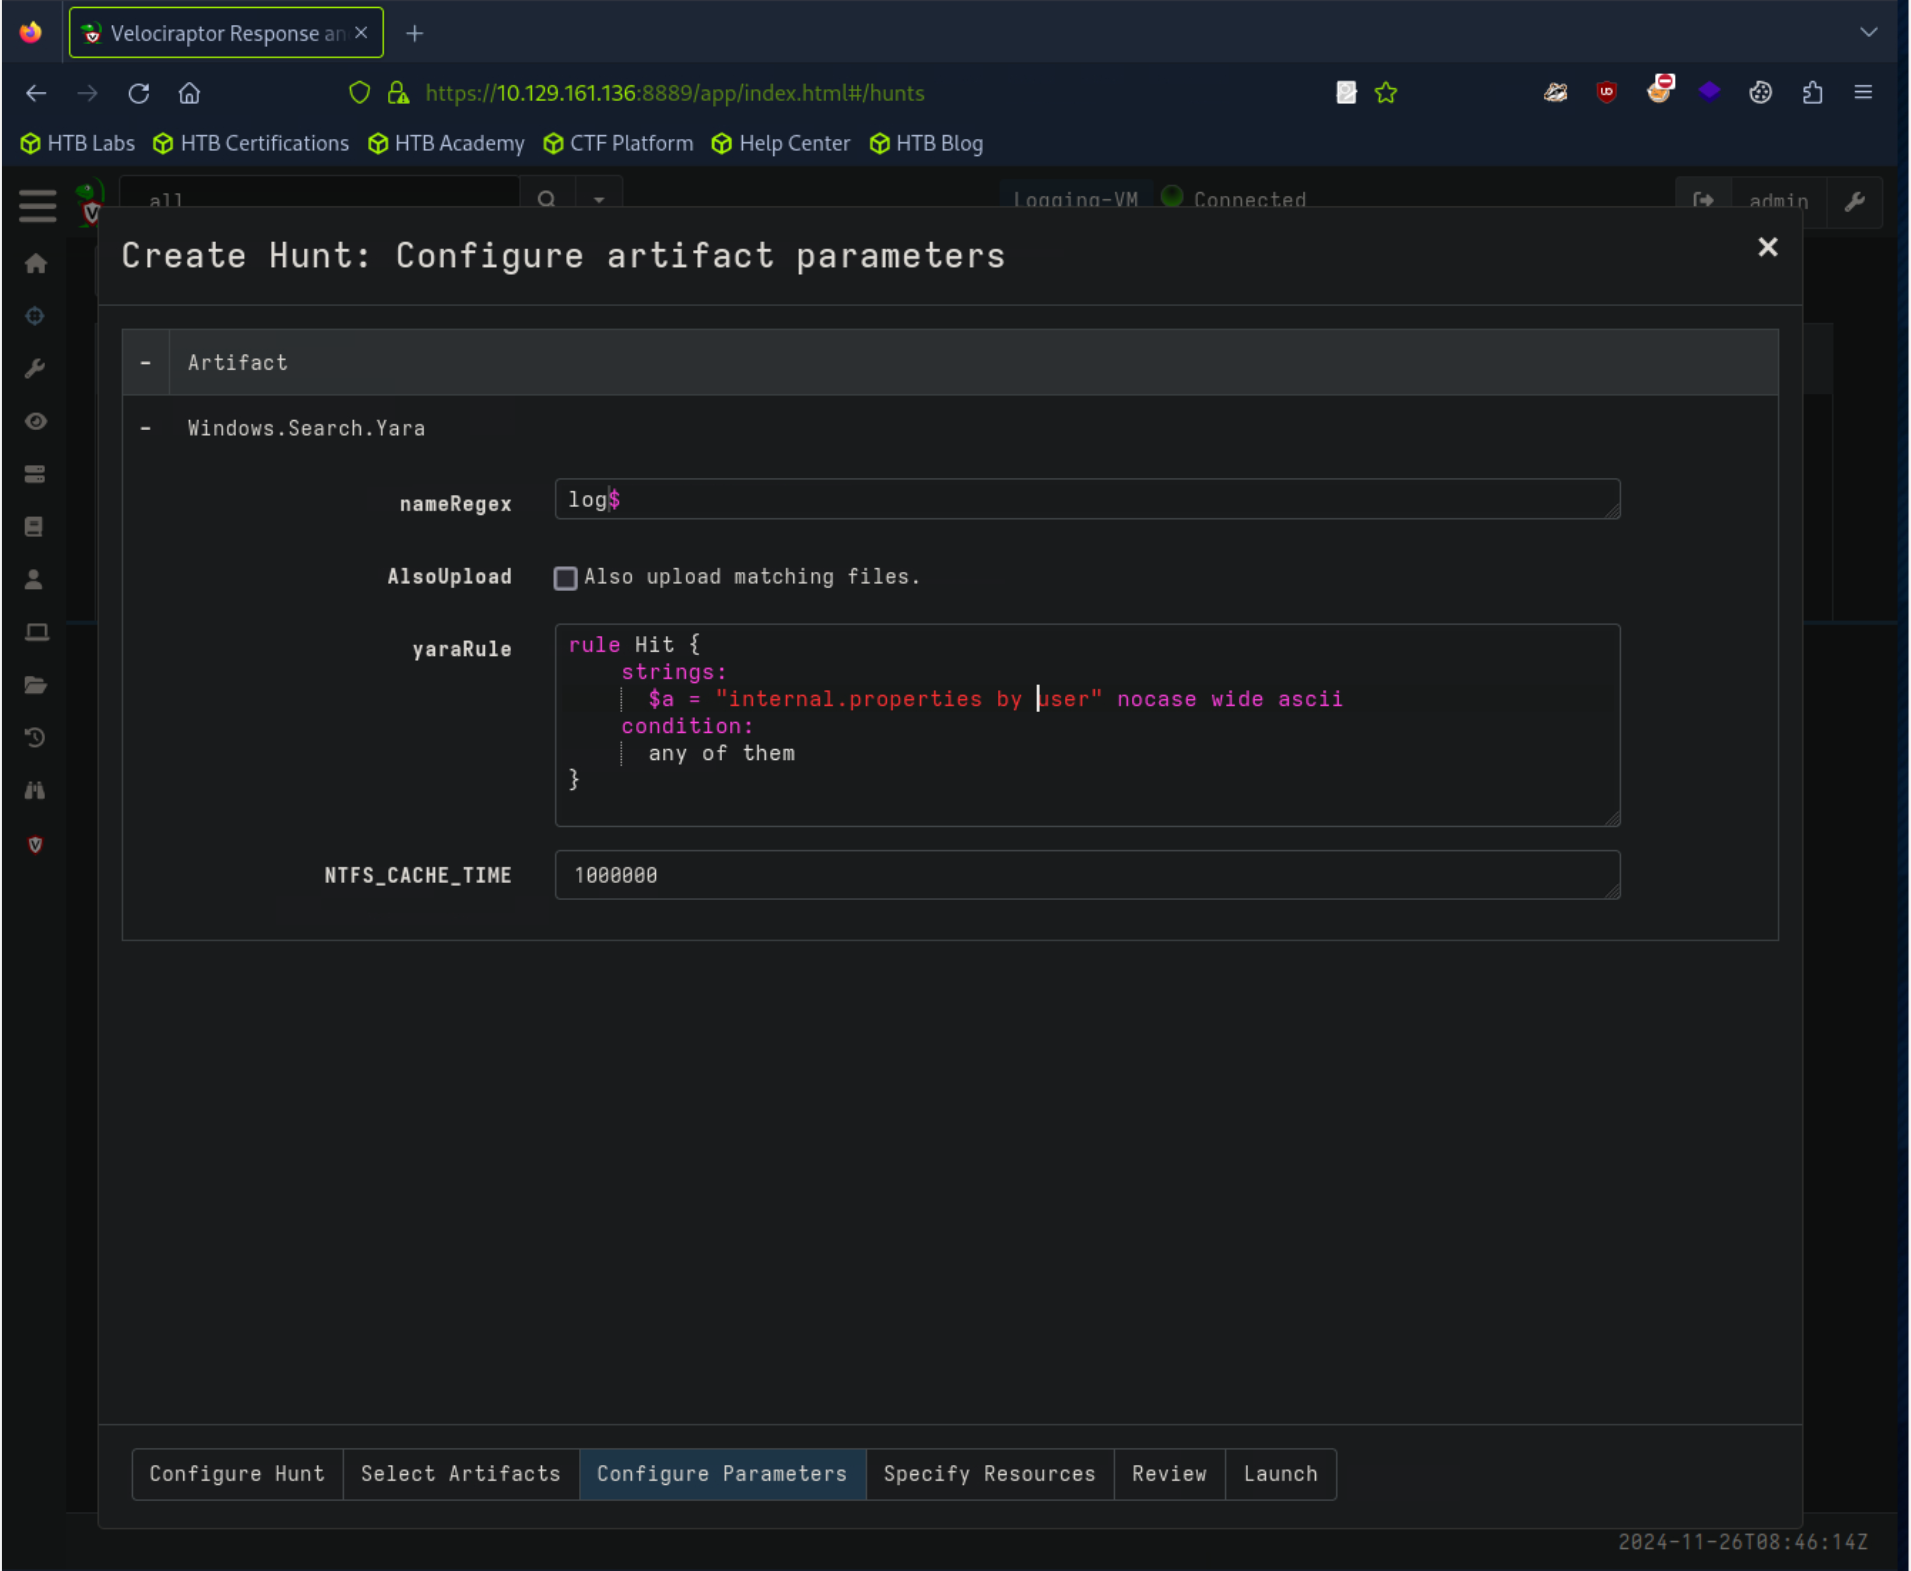 Velociraptor Response an
https://10.129.161.136:8889/app/index.html#/hunts
HTB Labs HTB Certifications HTB Academy CTF Platform Help Center HTB Blog
all Logging-VM Connected admin
Create Hunt: Configure artifact parameters
- Artifact
- Windows.Search.Yara
nameRegex log$
AlsoUpload Also upload matching files.
yaraRule rule Hit {
strings:
$a = "internal.properties by user" nocase wide ascii
condition:
any of them
}
NTFS_CACHE_TIME 1000000
Configure Hunt Select Artifacts Configure Parameters Specify Resources Review Launch
2024-11-26T08:46:14Z